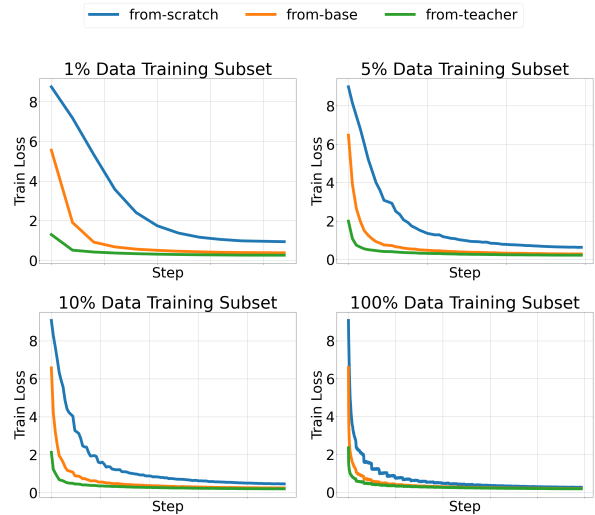 from-scratch from-base from-teacher
1% Data Training Subset
5% Data Training Subset
Train Loss
8
6
4
2
0
Step
Train Loss
8
6
4
2
0
Step
10% Data Training Subset
100% Data Training Subset
Train Loss
8
6
4
2
0
Step
Train Loss
8
6
4
2
0
Step